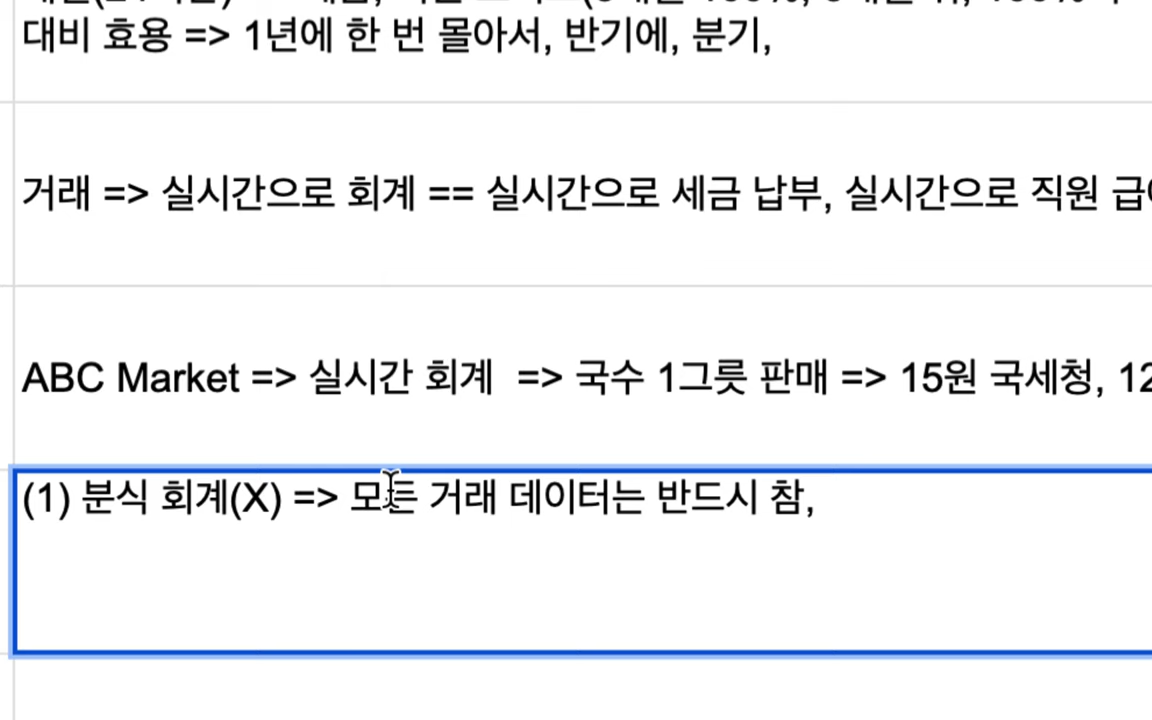 대비 효용 => 1년에 한 번 몰아서, 반기에, 분기,
거래 => 실시간으로 회계 == 실시간으로 세금 납부, 실시간으로 직원
ABC Market => 실시간 회계 => 국수 1그릇 판매 => 15원 국세청, 12
(1) 분식 회계(X) => 모든 거래 데이터는 반드시 참,